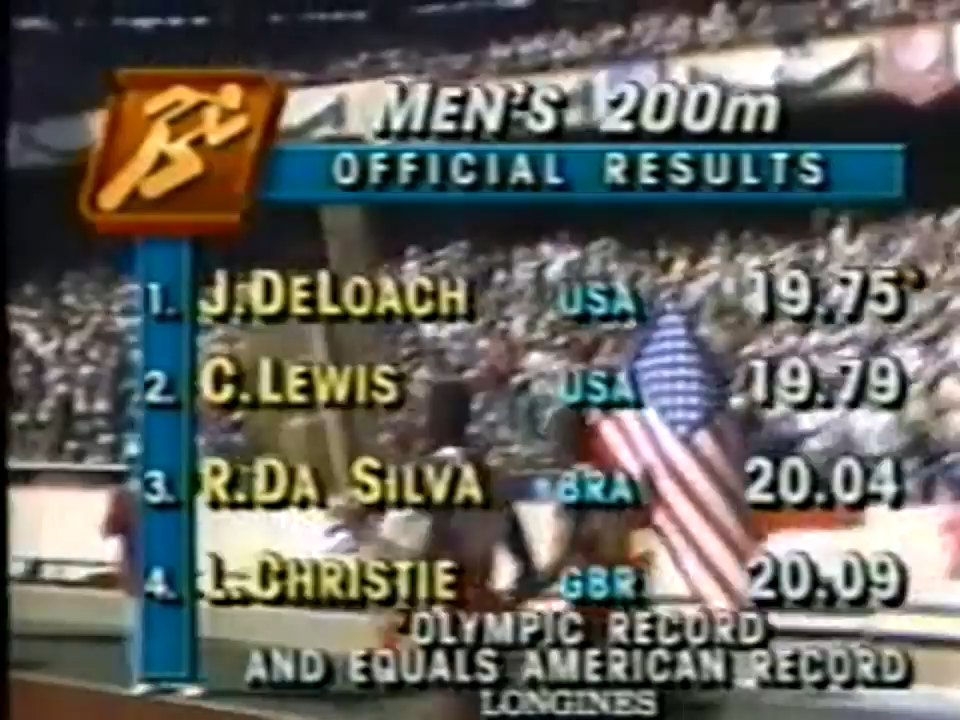 MEN'S 200m
OFFICIAL RESULTS
1. J.DELOACH USA 19.75*
2. C.LEWIS USA 19.79
3. R.DA SILVA BRA 20.04
4. L.CHRISTIE GBR 20.09
*OLYMPIC RECORD
AND EQUALS AMERICAN RECORD
LONGINES